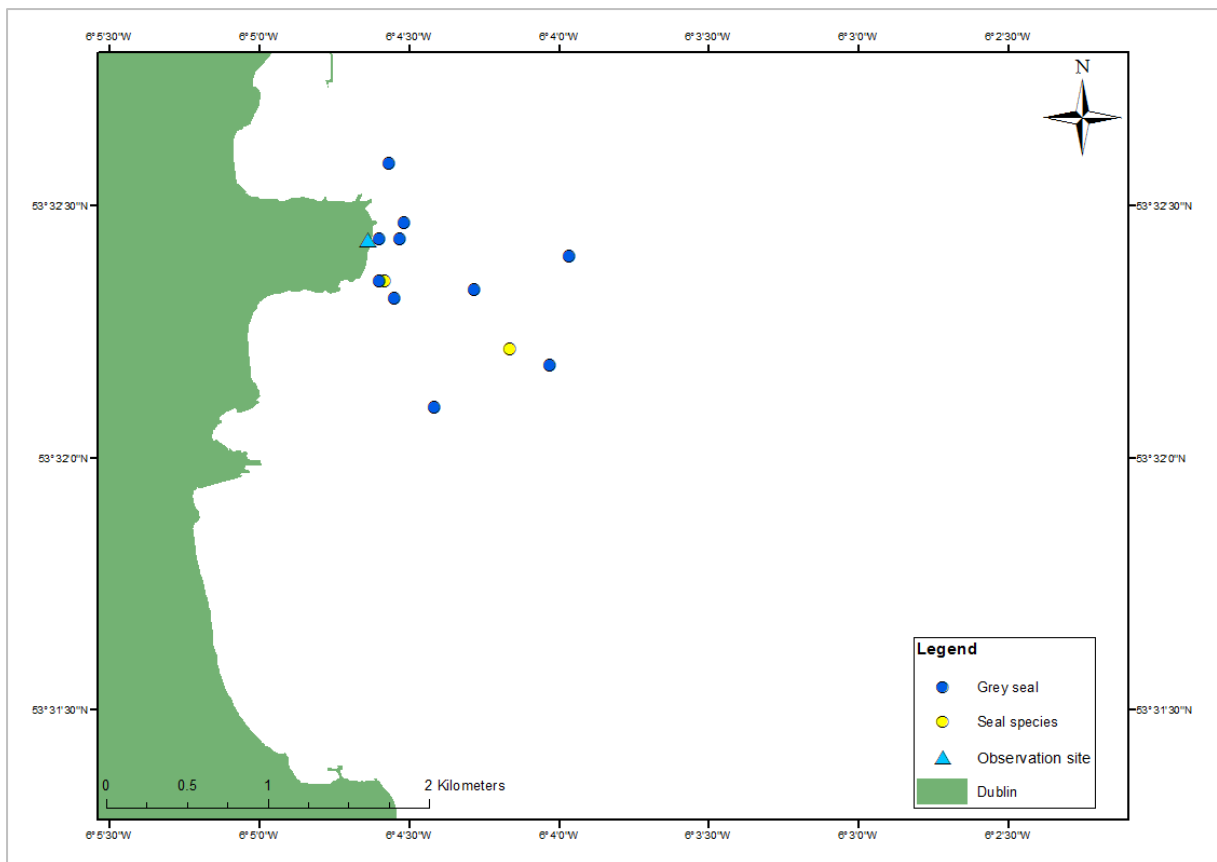 6°5'30"W 6°5'0"W 6°4'30"W 6°4'0"W 6°3'30"W 6°3'0"W 6°2'30"W
N
53°32'30"N 53°32'30"N
53°32'0"N 53°32'0"N
Legend
Grey seal
53°31'30"N 53°31'30"N
Seal species
Observation site
0 0.5 1 2 Kilometers
Dublin
6°5'30"W 6°5'0"W 6°4'30"W 6°4'0"W 6°3'30"W 6°3'0"W 6°2'30"W